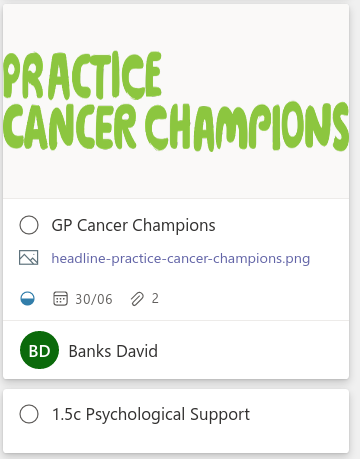 PRACTICE
CANCER CHAMPIONS
GP Cancer Champions
headline-practice-cancer-champions.png
30/06 2
BD Banks David
1.5c Psychological Support